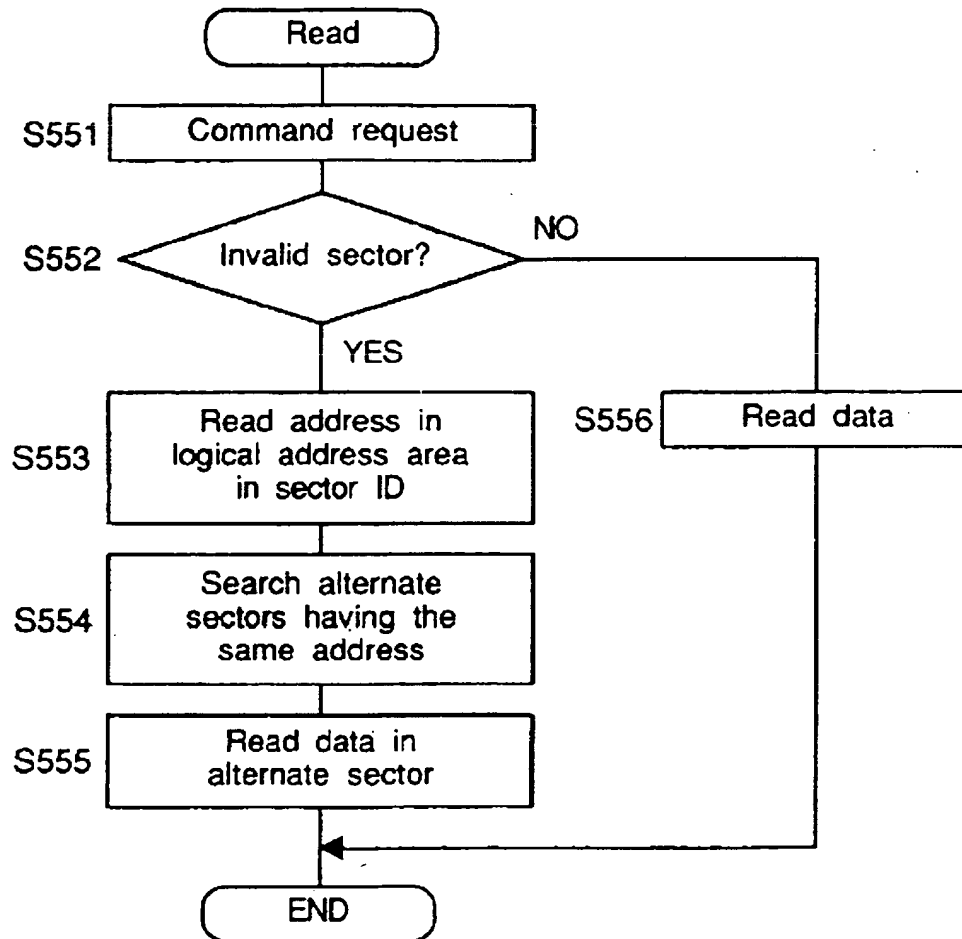 Read
S551
Command request
S552
Invalid sector?
NO
YES
S553
Read address in
logical address area
in sector ID
S556
Read data
S554
Search alternate
sectors having the
same address
S555
Read data in
alternate sector
END